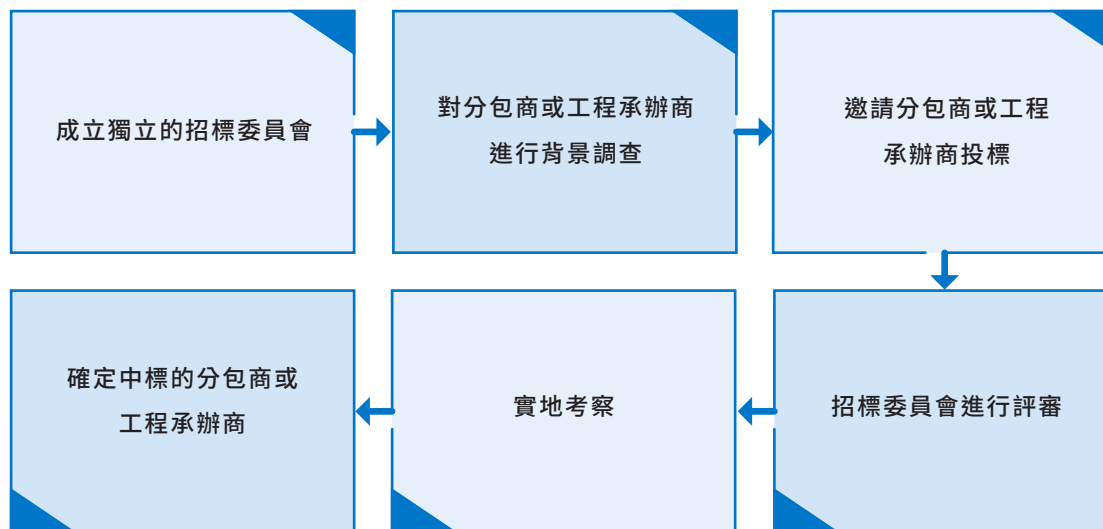 成立獨立的招標委員會
對分包商或工程承辦商
進行背景調查
邀請分包商或工程
承辦商投標
招標委員會進行評審
實地考察
確定中標的分包商或
工程承辦商